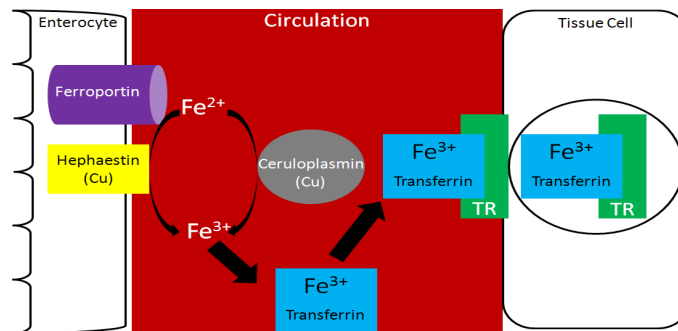 Enterocyte
Circulation
Tissue Cell
Ferroportin
Fe²⁺
Hephaestin
(Cu)
Ceruloplasmin
(Cu)
Fe³⁺
Transferrin
TR
Fe³⁺
Transferrin
TR
Fe³⁺
Fe³⁺
Transferrin